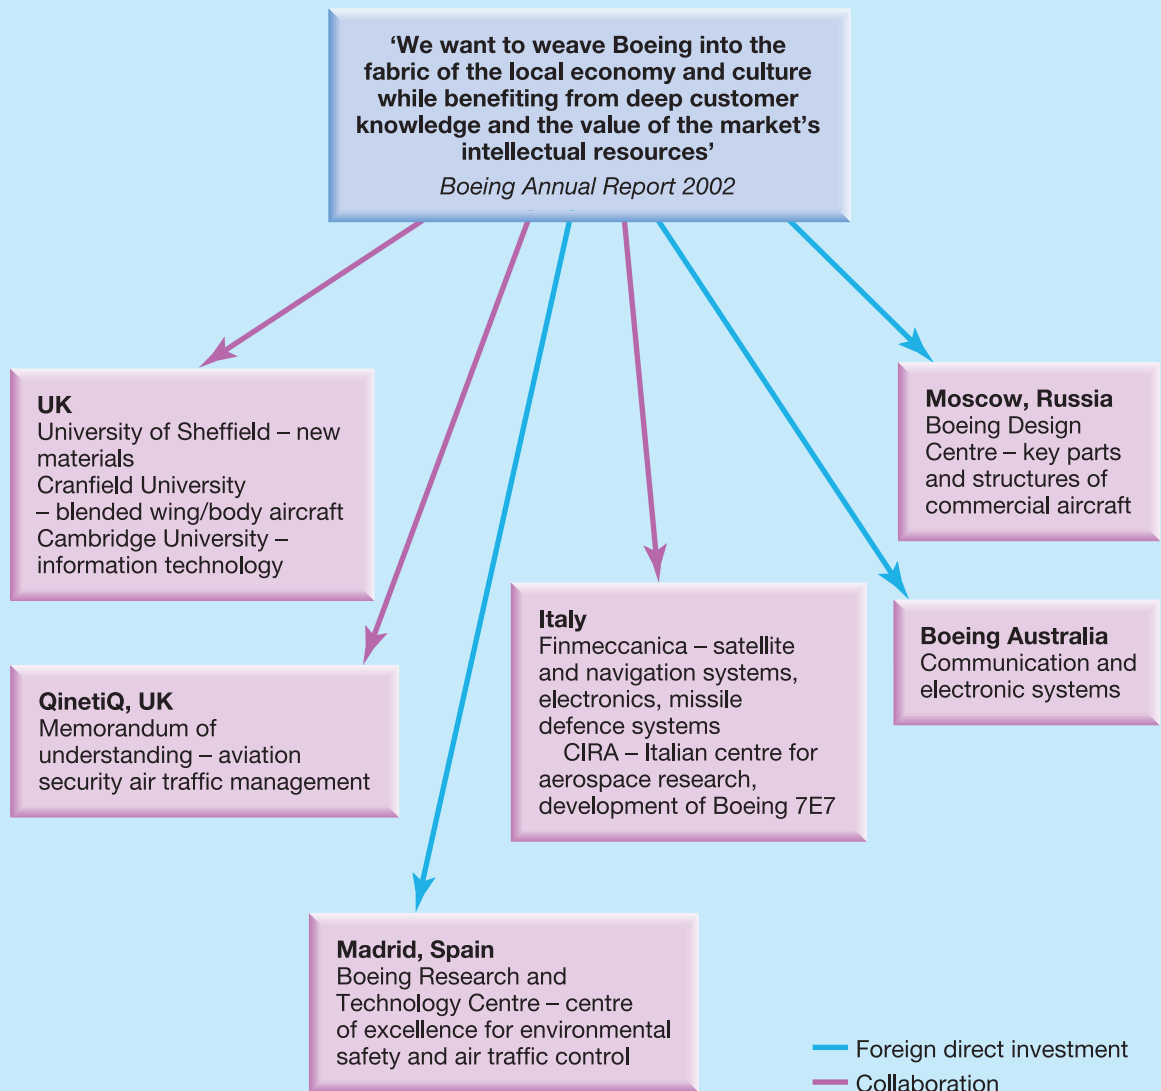 ‘We want to weave Boeing into the
fabric of the local economy and culture
while benefiting from deep customer
knowledge and the value of the market’s
intellectual resources’
Boeing Annual Report 2002
UK
University of Sheffield – new
materials
Cranfield University
– blended wing/body aircraft
Cambridge University –
information technology
QinetiQ, UK
Memorandum of
understanding – aviation
security air traffic management
Madrid, Spain
Boeing Research and
Technology Centre – centre
of excellence for environmental
safety and air traffic control
Italy
Finmeccanica – satellite
and navigation systems,
electronics, missile
defence systems
CIRA – Italian centre for
aerospace research,
development of Boeing 7E7
Moscow, Russia
Boeing Design
Centre – key parts
and structures of
commercial aircraft
Boeing Australia
Communication and
electronic systems
Foreign direct investment
Collaboration